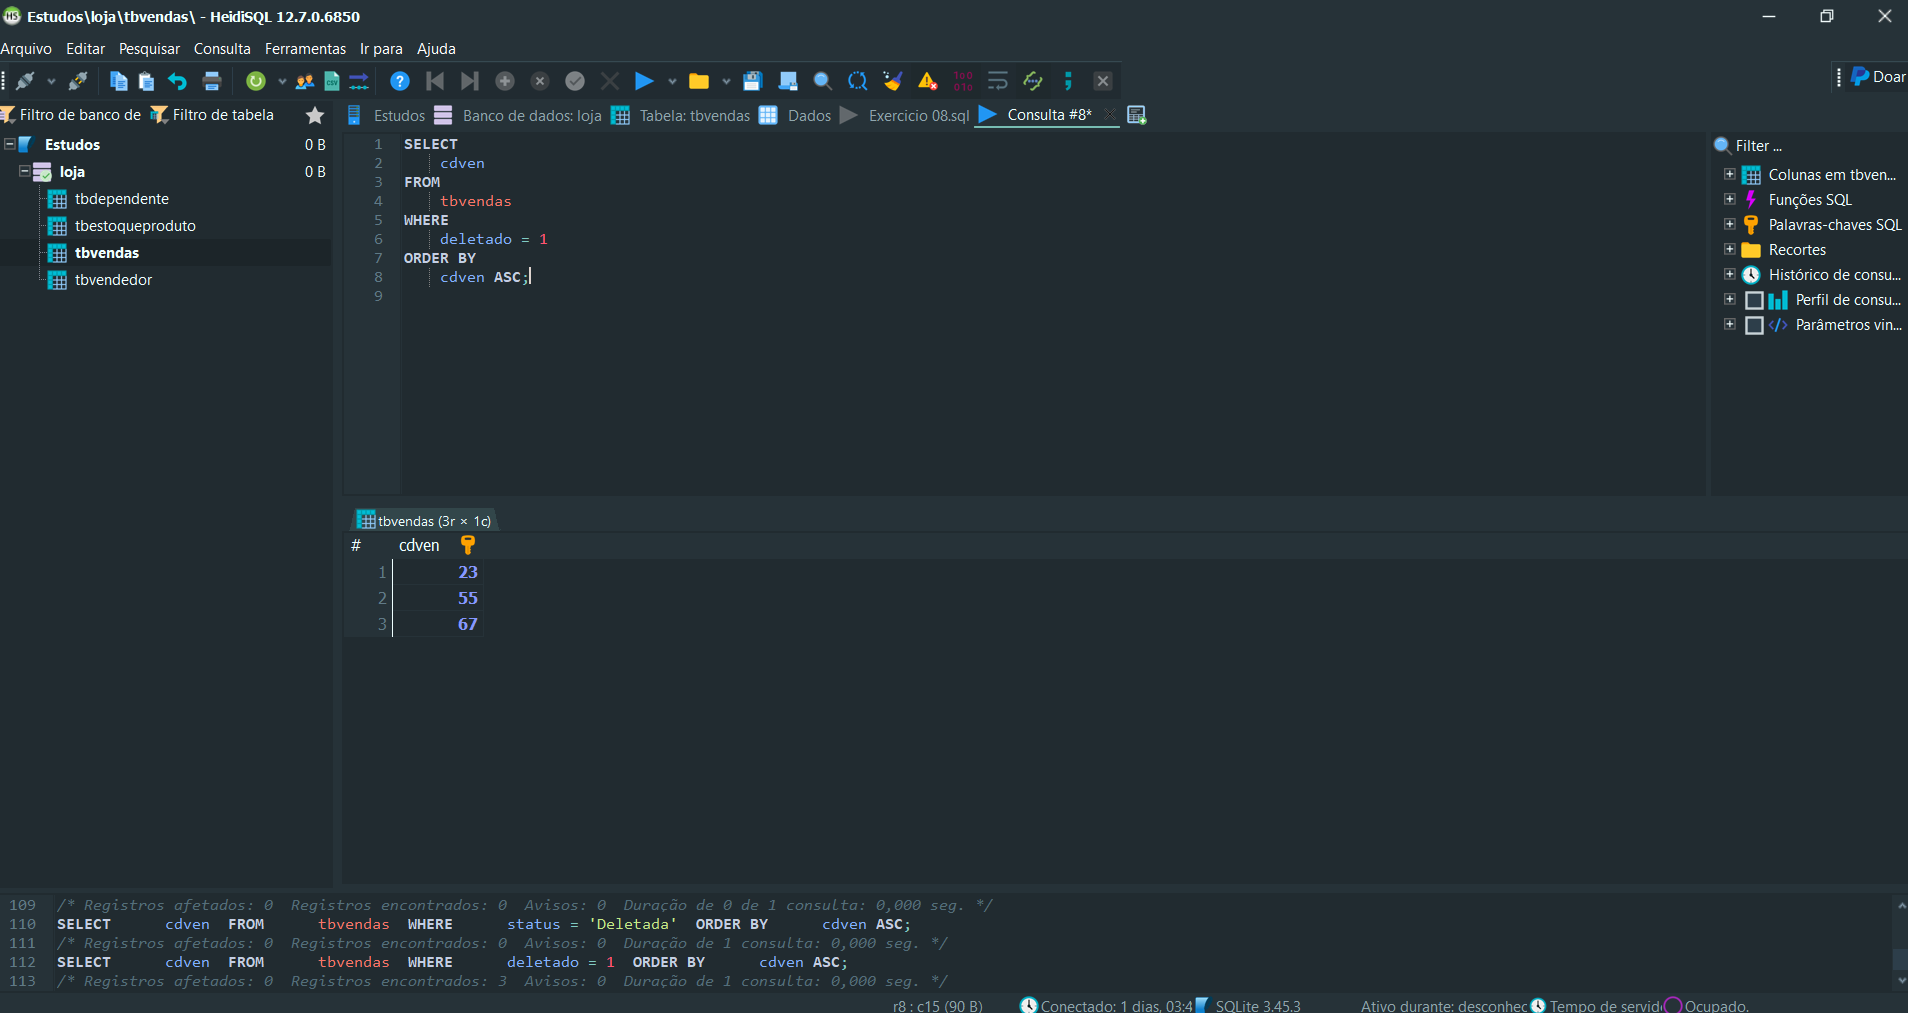 Estudos\loja\tbvendas\ - HeidiSQL 12.7.0.6850
Arquivo Editar Pesquisar Consulta Ferramentas Ir para Ajuda
Doar
Filtro de banco de Filtro de tabela
Estudos 0 B
loja 0 B
tbdependente
tbestoqueproduto
tbvendas
tbvendedor
Estudos Banco de dados: loja Tabela: tbvendas Dados Exercicio 08.sql Consulta #8*
1 SELECT
2 cdven
3 FROM
4 tbvendas
5 WHERE
6 deletado = 1
7 ORDER BY
8 cdven ASC;
9
Filter ...
Colunas em tbven...
Funções SQL
Palavras-chaves SQL
Recortes
Histórico de consu...
Perfil de consu...
Parâmetros vin...
tbvendas (3r × 1c)
# cdven
1 23
2 55
3 67
109 /* Registros afetados: 0 Registros encontrados: 0 Avisos: 0 Duração de 0 de 1 consulta: 0,000 seg. */
110 SELECT cdven FROM tbvendas WHERE status = 'Deletada' ORDER BY cdven ASC;
111 /* Registros afetados: 0 Registros encontrados: 0 Avisos: 0 Duração de 1 consulta: 0,000 seg. */
112 SELECT cdven FROM tbvendas WHERE deletado = 1 ORDER BY cdven ASC;
113 /* Registros afetados: 0 Registros encontrados: 3 Avisos: 0 Duração de 1 consulta: 0,000 seg. */
r8 : c15 (90 B) Conectado: 1 dias, 03:4 SQLite 3.45.3 Ativo durante: desconhec Tempo de servid Ocupado.